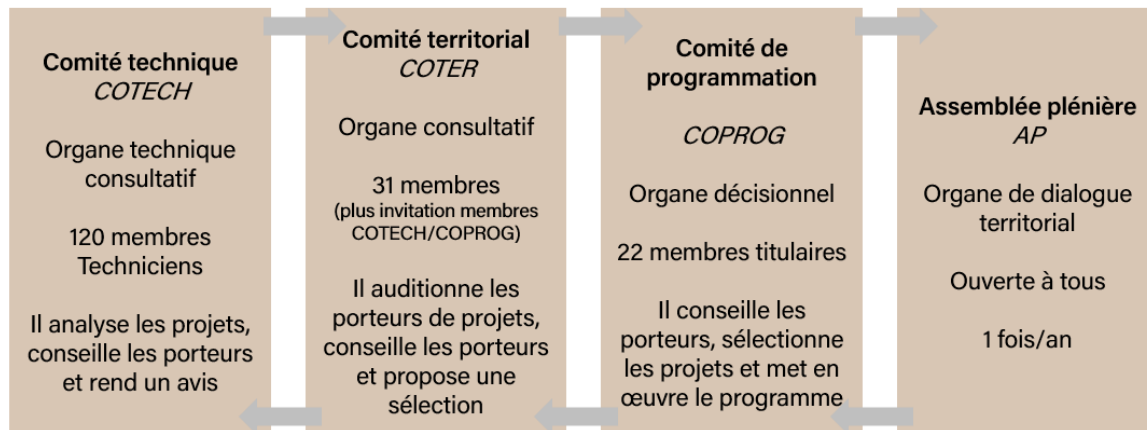 Comité technique
COTECH
Organe technique
consultatif
120 membres
Techniciens
Il analyse les projets,
conseille les porteurs
et rend un avis
Comité territorial
COTER
Organe consultatif
31 membres
(plus invitation membres
COTECH/COPROG)
Il auditionne les
porteurs de projets,
conseille les porteurs
et propose une
sélection
Comité de
programmation
COPROG
Organe décisionnel
22 membres titulaires
Il conseille les
porteurs, sélectionne
les projets et met en
œuvre le programme
Assemblée plénière
AP
Organe de dialogue
territorial
Ouverte à tous
1 fois/an